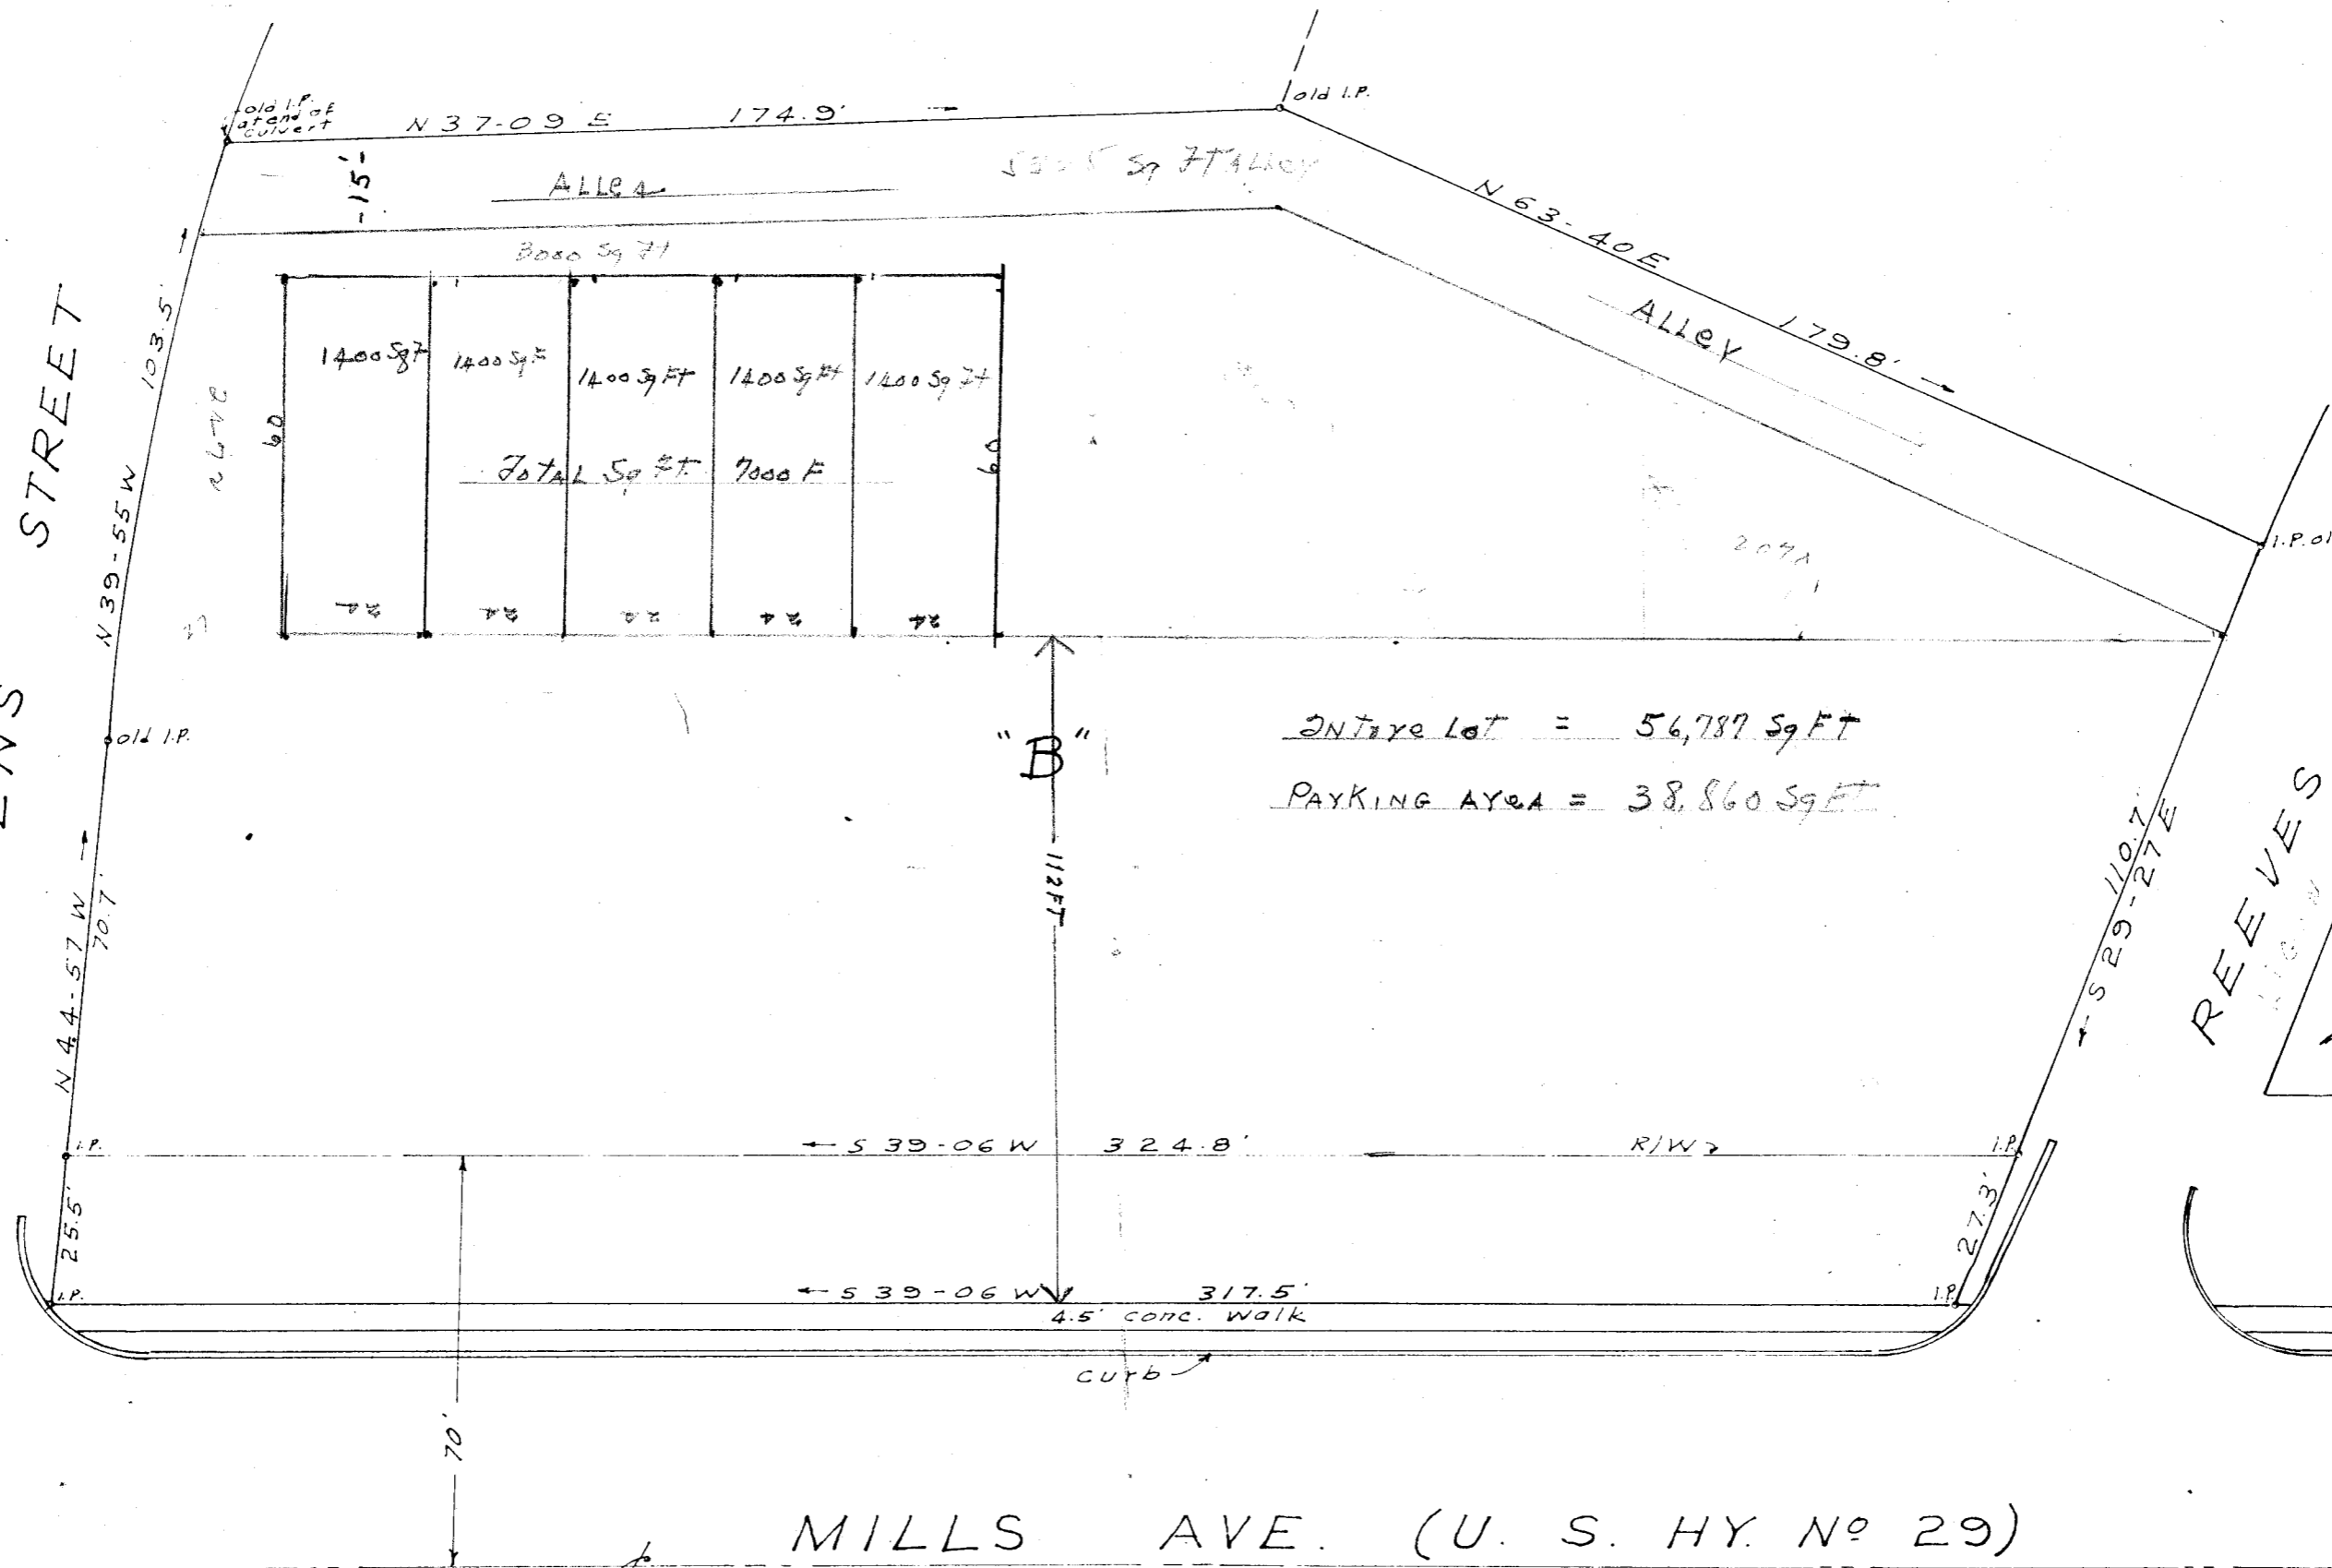 old I.P.
at end of
culvert
N 37-09 E 174.9'
old I.P.
-15'-
ALLey
Sq Ft ALLey
N 63-40 E
179.8'
ALLey
3000 Sq Ft
103.5'
N 39-55 W
STREET
60
1400 Sq F
1400 Sq F
1400 Sq Ft
1400 Sq Ft
1400 Sq Ft
60
TotAL Sq Ft 7000 F
24
24
24
24
24
I.P. ol
old I.P.
"B"
INTire Lot = 56,787 Sq Ft
PArKING AreA = 38,860 Sq Ft
112 FT
N 44-57 W
70.7'
110.7'
S 29-27 E
REEVES
I.P.
S 39-06 W 324.8' R/W
I.P.
25.5'
27.3'
I.P.
S 39-06 W 317.5'
I.P.
4.5' conc. Walk
curb
70'
MILLS AVE. (U. S. HY. Nº 29)